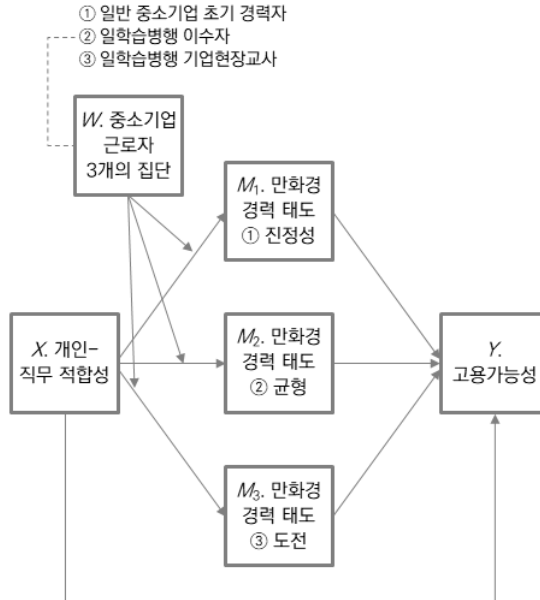 ① 일반 중소기업 초기 경력자
② 일학습병행 이수자
③ 일학습병행 기업현장교사
W. 중소기업
근로자
3개의 집단
M₁. 만화경
경력 태도
① 진정성
X. 개인-
직무 적합성
M₂. 만화경
경력 태도
② 균형
Y.
고용가능성
M₃. 만화경
경력 태도
③ 도전